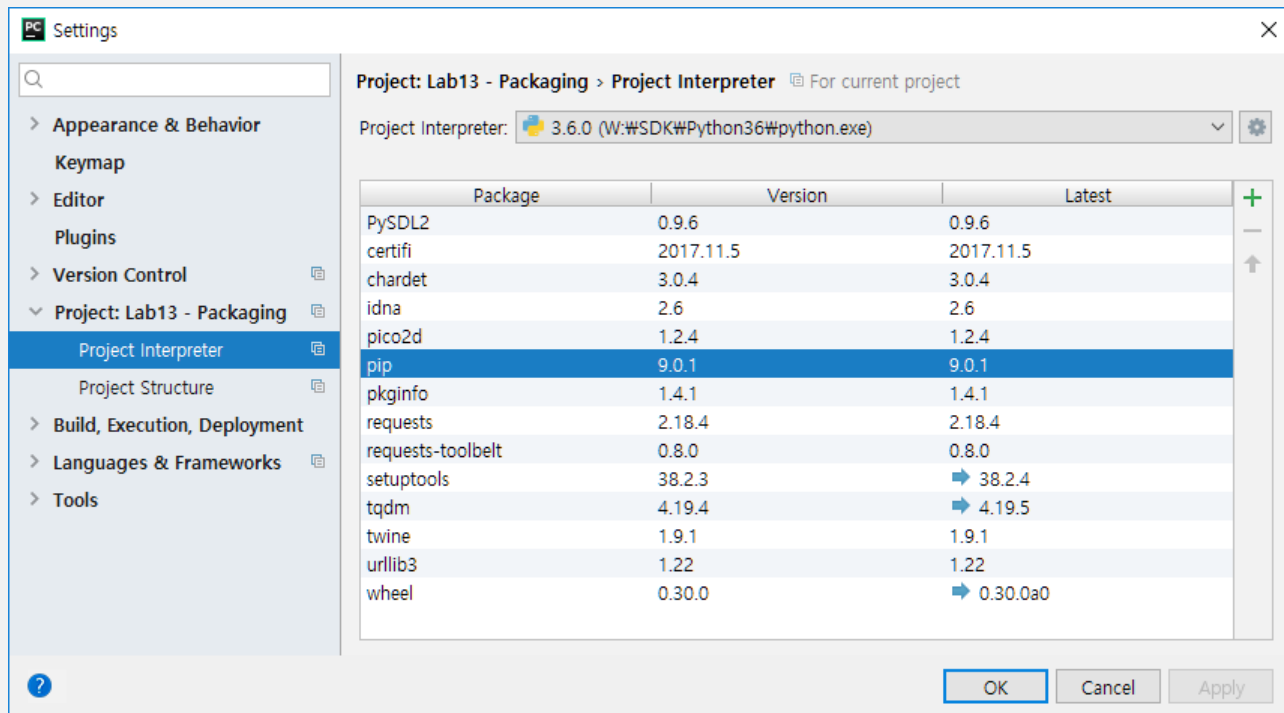 PC Settings
Project: Lab13 - Packaging › Project Interpreter For current project
Appearance & Behavior
Keymap
Editor
Plugins
Version Control
Project: Lab13 - Packaging
Project Interpreter
Project Structure
Build, Execution, Deployment
Languages & Frameworks
Tools
Project Interpreter: 3.6.0 (W:₩SDK₩Python36₩python.exe)
Package Version Latest
PySDL2 0.9.6 0.9.6
certifi 2017.11.5 2017.11.5
chardet 3.0.4 3.0.4
idna 2.6 2.6
pico2d 1.2.4 1.2.4
pip 9.0.1 9.0.1
pkginfo 1.4.1 1.4.1
requests 2.18.4 2.18.4
requests-toolbelt 0.8.0 0.8.0
setuptools 38.2.3 38.2.4
tqdm 4.19.4 4.19.5
twine 1.9.1 1.9.1
urllib3 1.22 1.22
wheel 0.30.0 0.30.0a0
? OK Cancel Apply